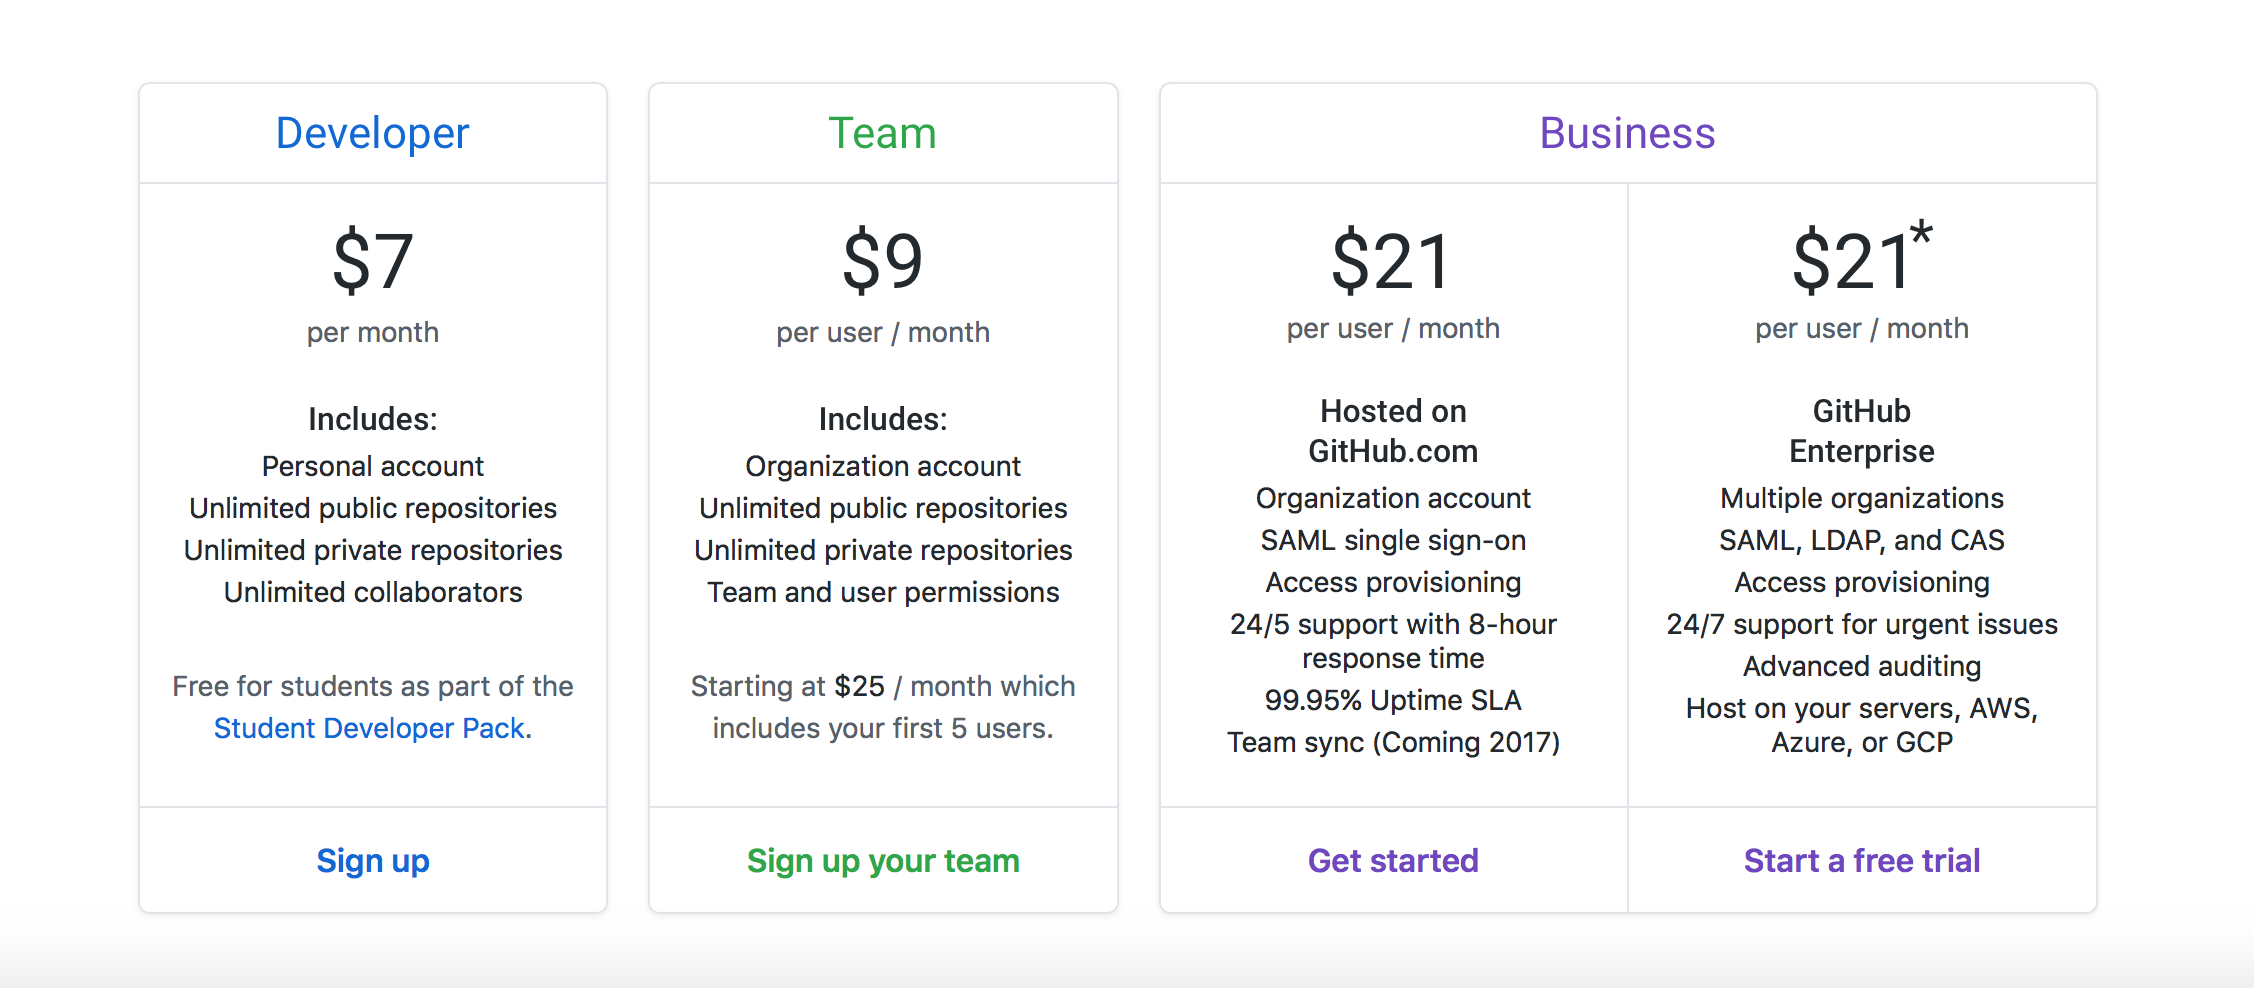 Developer
$7
per month
Includes:
Personal account
Unlimited public repositories
Unlimited private repositories
Unlimited collaborators
Free for students as part of the
Student Developer Pack.
Sign up
Team
$9
per user / month
Includes:
Organization account
Unlimited public repositories
Unlimited private repositories
Team and user permissions
Starting at $25 / month which
includes your first 5 users.
Sign up your team
Business
$21
per user / month
Hosted on
GitHub.com
Organization account
SAML single sign-on
Access provisioning
24/5 support with 8-hour
response time
99.95% Uptime SLA
Team sync (Coming 2017)
Get started
$21*
per user / month
GitHub
Enterprise
Multiple organizations
SAML, LDAP, and CAS
Access provisioning
24/7 support for urgent issues
Advanced auditing
Host on your servers, AWS,
Azure, or GCP
Start a free trial